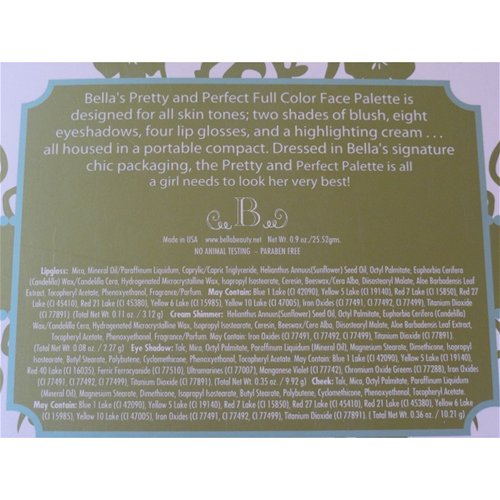 Bella's Pretty and Perfect Full Color Face Palette is
designed for all skin tones; two shades of blush, eight
eyeshadows, four lip glosses, and a highlighting cream . . .
all housed in a portable compact. Dressed in Bella's signature
chic packaging, the Pretty and Perfect Palette is all
a girl needs to look her very best!
B
Made in USA www.bellabeauty.net Net Wt. 0.9 oz./25.52gms.
NO ANIMAL TESTING - PARABEN FREE
Lipgloss: Mica, Mineral Oil/Paraffinum Liquidum, Caprylic/Capric Triglyceride, Helianthus Annuus(Sunflower) Seed Oil, Octyl Palmitate, Euphorbia Cerifera
(Candelilla) Wax/Candelilla Cera, Hydrogenated Microcrystalline Wax, Isopropyl Isostearate, Ceresin, Beeswax/Cera Alba, Diisostearyl Malate, Aloe Barbadensis Leaf
Extract, Tocopheryl Acetate, Phenoxyethanol, Fragrance/Parfum. May Contain: Blue 1 Lake (CI 42090), Yellow 5 Lake (CI 19140), Red 7 Lake (CI 15850), Red 27
Lake (CI 45410), Red 21 Lake (CI 45380), Yellow 6 Lake (CI 15985), Yellow 10 Lake (CI 47005), Iron Oxides (CI 77491, CI 77492, CI 77499), Titanium Dioxide
(CI 77891) (Total Net Wt 0.11 oz. / 3.12 g) Cream Shimmer: Helianthus Annuus(Sunflower) Seed Oil, Octyl Palmitate, Euphorbia Cerifera (Candelilla)
Wax/Candelilla Cera, Hydrogenated Microcrystalline Wax, Isopropyl Isostearate, Ceresin, Beeswax/Cera Alba, Diisostearyl Malate, Aloe Barbadensis Leaf Extract,
Tocopheryl Acetate, Phenoxyethanol, Fragrance/Parfum. May Contain: Iron Oxides (CI 77491, CI 77492, CI 77499), Titanium Dioxide (CI 77891)
(Total Net Wt 0.08 oz. / 2.27 g) Eye Shadow: Talc, Mica, Octyl Palmitate, Paraffinum Liquidum (Mineral Oil), Magnesium Stearate, Dimethicone, Isopropyl
Isostearate, Butyl Stearate, Polybutene, Cyclomethicone, Phenoxyethanol, Tocopheryl Acetate. May Contain: Blue 1 Lake (CI 42090), Yellow 5 Lake (CI 19140),
Red 40 Lake (CI 16035), Ferric Ferrocyanide (CI 77510), Ultramarines (CI 77007), Manganese Violet (CI 77742), Chromium Oxide Greens (CI 77288), Iron Oxides
(CI 77491, CI 77492, CI 77499), Titanium Dioxide (CI 77891). (Total Net Wt 0.35 oz. / 9.92 g) Cheek: Talc, Mica, Octyl Palmitate, Paraffinum Liquidum
(Mineral Oil), Magnesium Stearate, Dimethicone, Isopropyl Isostearate, Butyl Stearate, Polybutene, Cyclomethicone, Phenoxyethanol, Tocopheryl Acetate.
May Contain: Blue 1 Lake (CI 42090), Yellow 5 Lake (CI 19140), Red 7 Lake (CI 15850), Red 27 Lake (CI 45410), Red 21 Lake (CI 45380), Yellow 6 Lake
(CI 15985), Yellow 10 Lake (CI 47005), Iron Oxides (CI 77491, CI 77492, CI 77499), Titanium Dioxide (CI 77891). ( Total Net Wt 0.36 oz. / 10.21 g)